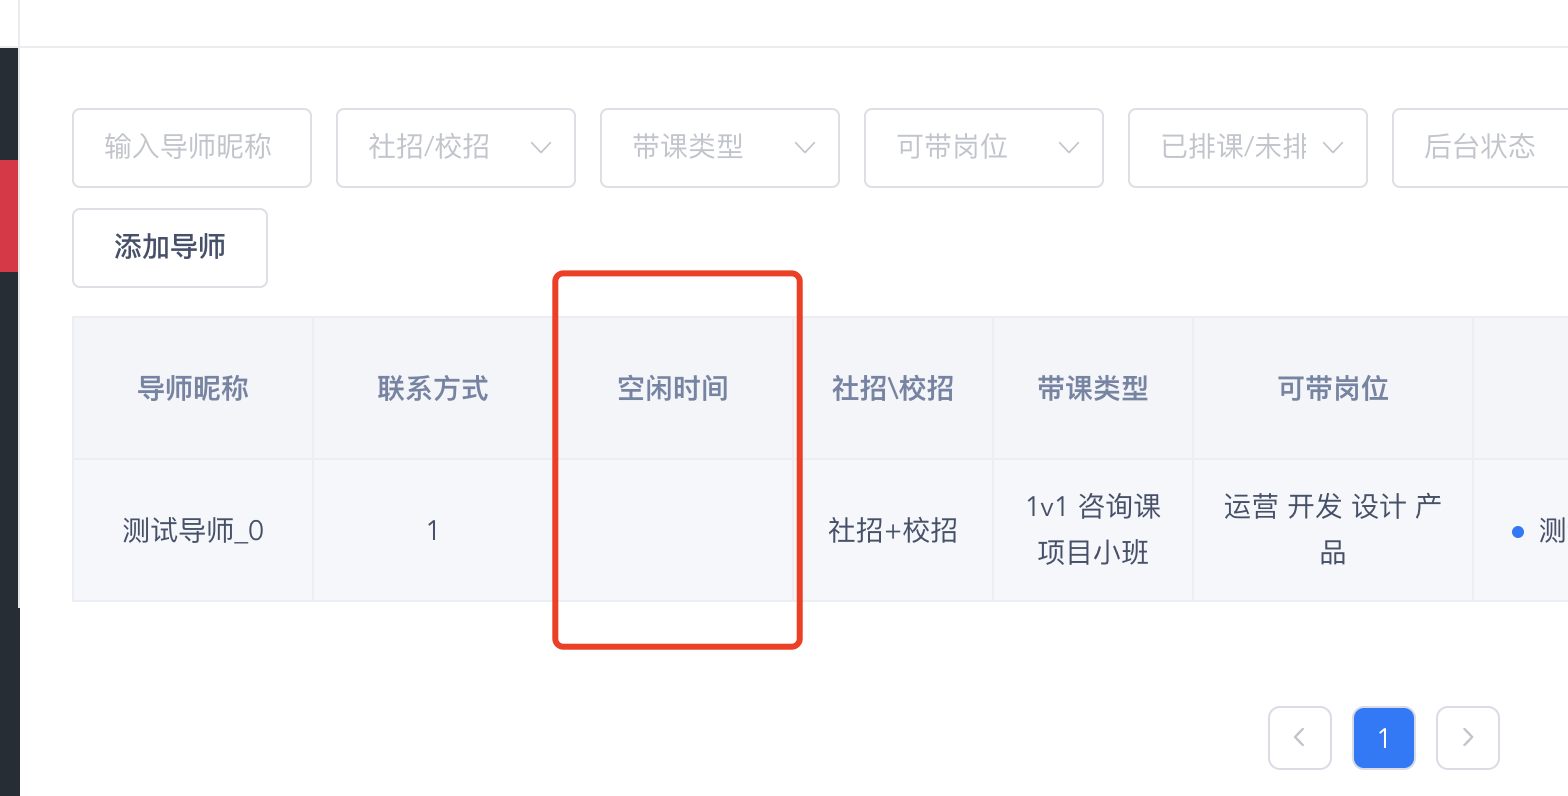 输入导师昵称 社招/校招 带课类型 可带岗位 已排课/未排 后台状态
添加导师
导师昵称 联系方式 空闲时间 社招\校招 带课类型 可带岗位
测试导师_0 1 社招+校招 1v1 咨询课 运营 开发 设计 产 测
项目小班 品
1